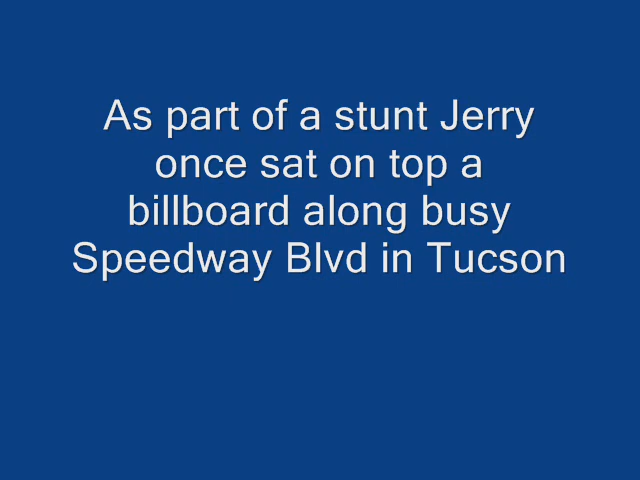 As part of a stunt Jerry
once sat on top a
billboard along busy
Speedway Blvd in Tucson